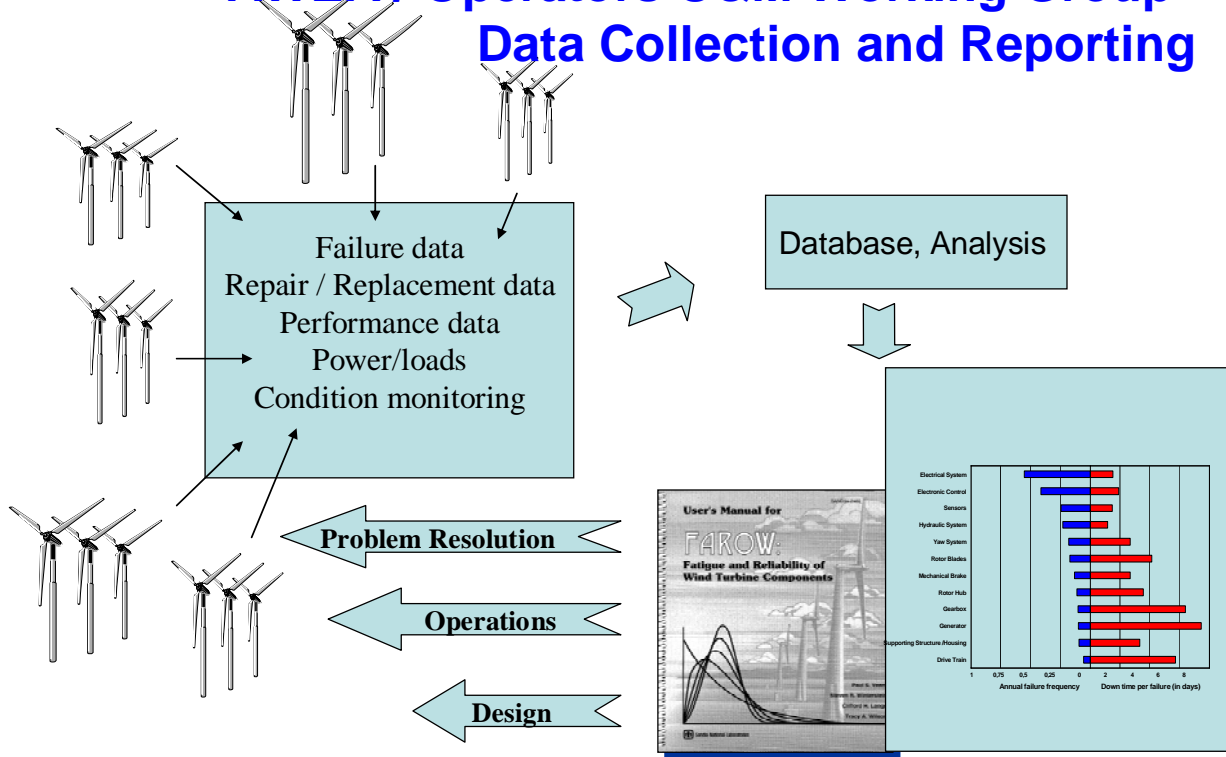 Data Collection and Reporting
Failure data
Repair / Replacement data
Performance data
Power/loads
Condition monitoring
Database, Analysis
Problem Resolution
Operations
Design
User's Manual for
FAROW:
Fatigue and Reliability of
Wind Turbine Components
Sandia National Laboratories
Electrical System
Electronic Control
Sensors
Hydraulic System
Yaw System
Rotor Blades
Mechanical Brake
Rotor Hub
Gearbox
Generator
Supporting Structure /Housing
Drive Train
1 0,75 0,5 0,25 0 2 4 6 8
Annual failure frequency Down time per failure (in days)